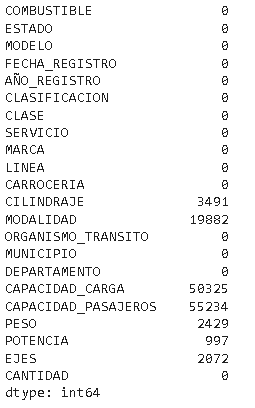 COMBUSTIBLE 0
ESTADO 0
MODELO 0
FECHA_REGISTRO 0
AÑO_REGISTRO 0
CLASIFICACION 0
CLASE 0
SERVICIO 0
MARCA 0
LINEA 0
CARROCERIA 0
CILINDRAJE 3491
MODALIDAD 19882
ORGANISMO_TRANSITO 0
MUNICIPIO 0
DEPARTAMENTO 0
CAPACIDAD_CARGA 50325
CAPACIDAD_PASAJEROS 55234
PESO 2429
POTENCIA 997
EJES 2072
CANTIDAD 0
dtype: int64